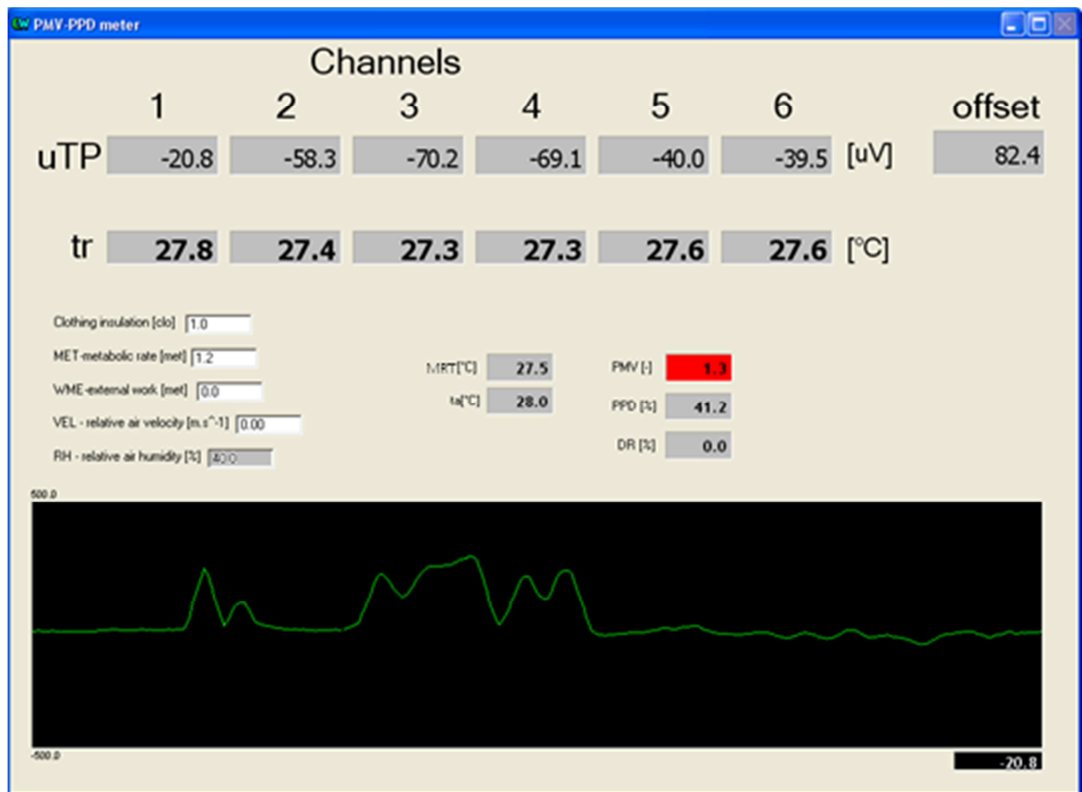 PMV-PPD meter
Channels
1 2 3 4 5 6 offset
uTP -20.8 -58.3 -70.2 -69.1 -40.0 -39.5 [uV] 82.4
tr 27.8 27.4 27.3 27.3 27.6 27.6 [°C]
Clothing insulation [clo] 1.0
MET-metabolic rate [met] 1.2
MRT[°C] 27.5 PMV [-] 1.3
WME-external work [met] 0.0
ta[°C] 28.0 PPD [%] 41.2
VEL - relative air velocity [m.s^-1] 0.00
DR [%] 0.0
RH - relative air humidity [%] 40.0
500.0
-500.0
-20.8